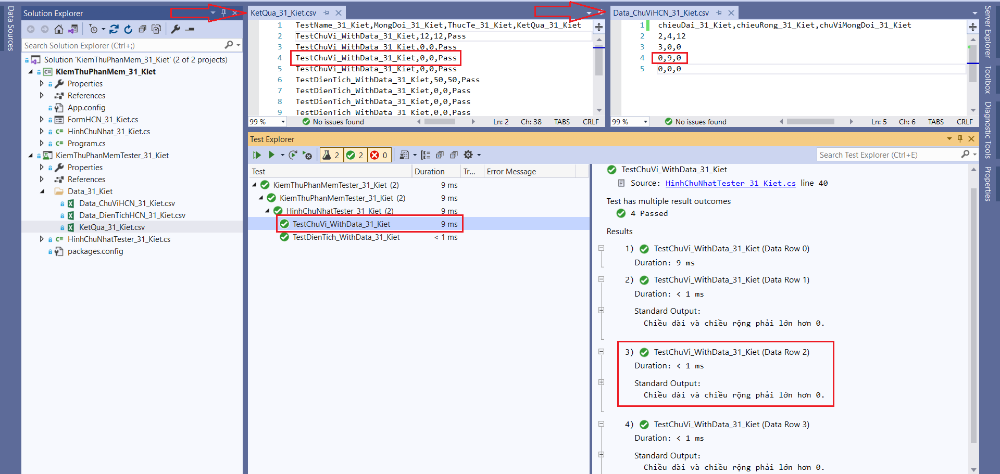 Data Sources
Solution Explorer
Search Solution Explorer (Ctrl+;)
Solution 'KiemThuPhanMem_31_Kiet' (2 of 2 projects)
KiemThuPhanMem_31_Kiet
Properties
References
App.config
FormHCN_31_Kiet.cs
HinhChuNhat_31_Kiet.cs
Program.cs
KiemThuPhanMemTester_31_Kiet
Properties
References
Data_31_Kiet
Data_ChuViHCN_31_Kiet.csv
Data_DienTichHCN_31_Kiet.csv
KetQua_31_Kiet.csv
HinhChuNhatTester_31_Kiet.cs
packages.config
KetQua_31_Kiet.csv
1 TestName_31_Kiet,MongDoi_31_Kiet,ThucTe_31_Kiet,KetQua_31_Kiet
2 TestChuVi_WithData_31_Kiet,12,12,Pass
3 TestChuVi_WithData_31_Kiet,0,0,Pass
4 TestChuVi_WithData_31_Kiet,0,0,Pass
5 TestChuVi_WithData_31_Kiet,0,0,Pass
6 TestDienTich_WithData_31_Kiet,50,50,Pass
7 TestDienTich_WithData_31_Kiet,0,0,Pass
8 TestDienTich_WithData_31_Kiet,0,0,Pass
9 TestDienTich_WithData_31_Kiet,0,0,Pass
99 % No issues found Ln: 2 Ch: 38 TABS CRLF
Data_ChuViHCN_31_Kiet.csv
1 chieuDai_31_Kiet,chieuRong_31_Kiet,chuViMongDoi_31_Kiet
2 2,4,12
3 3,0,0
4 0,9,0
5 0,0,0
99 % No issues found Ln: 5 Ch: 6 TABS CRLF
Test Explorer
2 2 0
Search Test Explorer (Ctrl+E)
Test Duration Tr... Error Message
KiemThuPhanMemTester_31_Kiet (2) 9 ms
KiemThuPhanMemTester_31_Kiet (2) 9 ms
HinhChuNhatTester_31_Kiet (2) 9 ms
TestChuVi_WithData_31_Kiet 9 ms
TestDienTich_WithData_31_Kiet < 1 ms
TestChuVi_WithData_31_Kiet
Source: HinhChuNhatTester_31_Kiet.cs line 40
Test has multiple result outcomes
4 Passed
Results
1) TestChuVi_WithData_31_Kiet (Data Row 0)
Duration: 9 ms
2) TestChuVi_WithData_31_Kiet (Data Row 1)
Duration: < 1 ms
Standard Output:
Chiều dài và chiều rộng phải lớn hơn 0.
3) TestChuVi_WithData_31_Kiet (Data Row 2)
Duration: < 1 ms
Standard Output:
Chiều dài và chiều rộng phải lớn hơn 0.
4) TestChuVi_WithData_31_Kiet (Data Row 3)
Duration: < 1 ms
Standard Output:
Chiều dài và chiều rộng phải lớn hơn 0.
Server Explorer
Toolbox
Diagnostic Tools
Properties